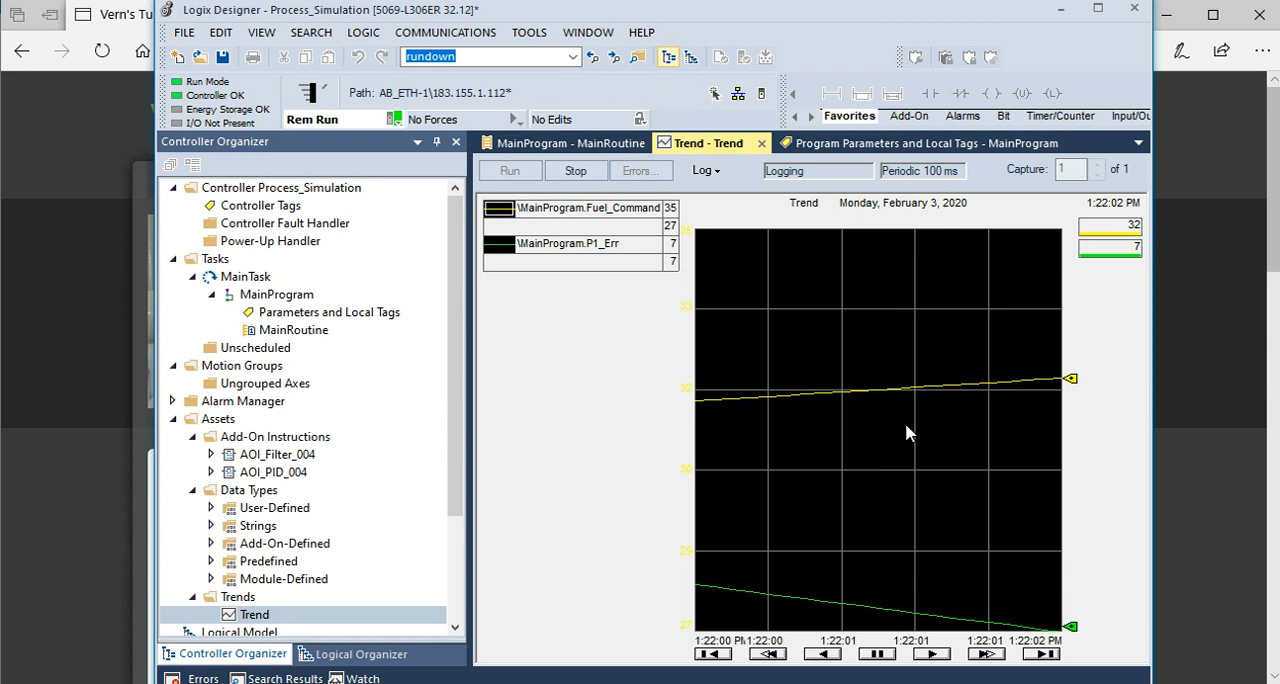 Vern's Tu
Logix Designer - Process_Simulation [5069-L306ER 32.12]*
FILE EDIT VIEW SEARCH LOGIC COMMUNICATIONS TOOLS WINDOW HELP
rundown
Run Mode
Controller OK
Energy Storage OK
I/O Not Present
Path: AB_ETH-1\183.155.1.112*
Rem Run No Forces No Edits
Favorites Add-On Alarms Bit Timer/Counter Input/Ou
Controller Organizer
MainProgram - MainRoutine Trend - Trend Program Parameters and Local Tags - MainProgram
Run Stop Errors... Log Logging Periodic 100 ms Capture: 1 of 1
Controller Process_Simulation
Controller Tags
Controller Fault Handler
Power-Up Handler
Tasks
MainTask
MainProgram
Parameters and Local Tags
MainRoutine
Unscheduled
Motion Groups
Ungrouped Axes
Alarm Manager
Assets
Add-On Instructions
AOI_Filter_004
AOI_PID_004
Data Types
User-Defined
Strings
Add-On-Defined
Predefined
Module-Defined
Trends
Trend
Logical Model
Controller Organizer Logical Organizer
Errors Search Results Watch
Trend Monday, February 3, 2020 1:22:02 PM
\MainProgram.Fuel_Command 35
27
\MainProgram.P1_Err 7
7
32
7
33
32
30
29
27
1:22:00 PM 1:22:00 1:22:01 1:22:01 1:22:01 1:22:02 PM